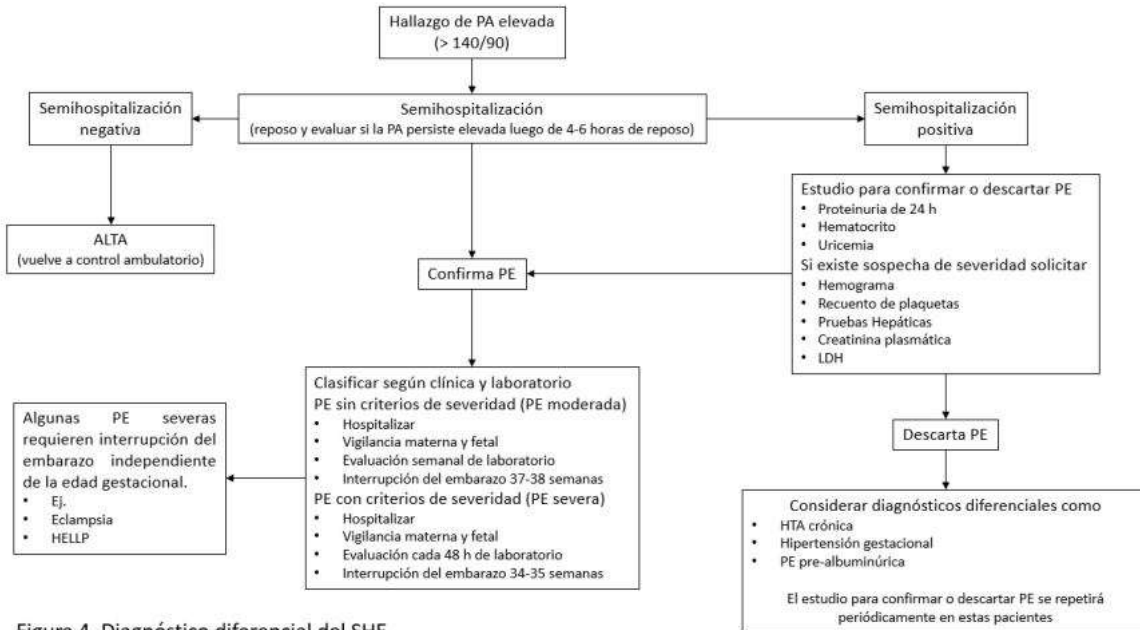 Hallazgo de PA elevada
(> 140/90)
Semihospitalización
negativa
Semihospitalización
(reposo y evaluar si la PA persiste elevada luego de 4-6 horas de reposo)
Semihospitalización
positiva
ALTA
(vuelve a control ambulatorio)
Confirma PE
Estudio para confirmar o descartar PE
• Proteinuria de 24 h
• Hematocrito
• Uricemia
Si existe sospecha de severidad solicitar
• Hemograma
• Recuento de plaquetas
• Pruebas Hepáticas
• Creatinina plasmática
• LDH
Algunas PE severas
requieren interrupción del
embarazo independiente
de la edad gestacional.
• Ej.
• Eclampsia
• HELLP
Clasificar según clínica y laboratorio
PE sin criterios de severidad (PE moderada)
• Hospitalizar
• Vigilancia materna y fetal
• Evaluación semanal de laboratorio
• Interrupción del embarazo 37-38 semanas
PE con criterios de severidad (PE severa)
• Hospitalizar
• Vigilancia materna y fetal
• Evaluación cada 48 h de laboratorio
• Interrupción del embarazo 34-35 semanas
Descarta PE
Considerar diagnósticos diferenciales como
• HTA crónica
• Hipertensión gestacional
• PE pre-albuminúrica
El estudio para confirmar o descartar PE se repetirá
periódicamente en estas pacientes
Figura 4. Diagnóstico diferencial del SHE